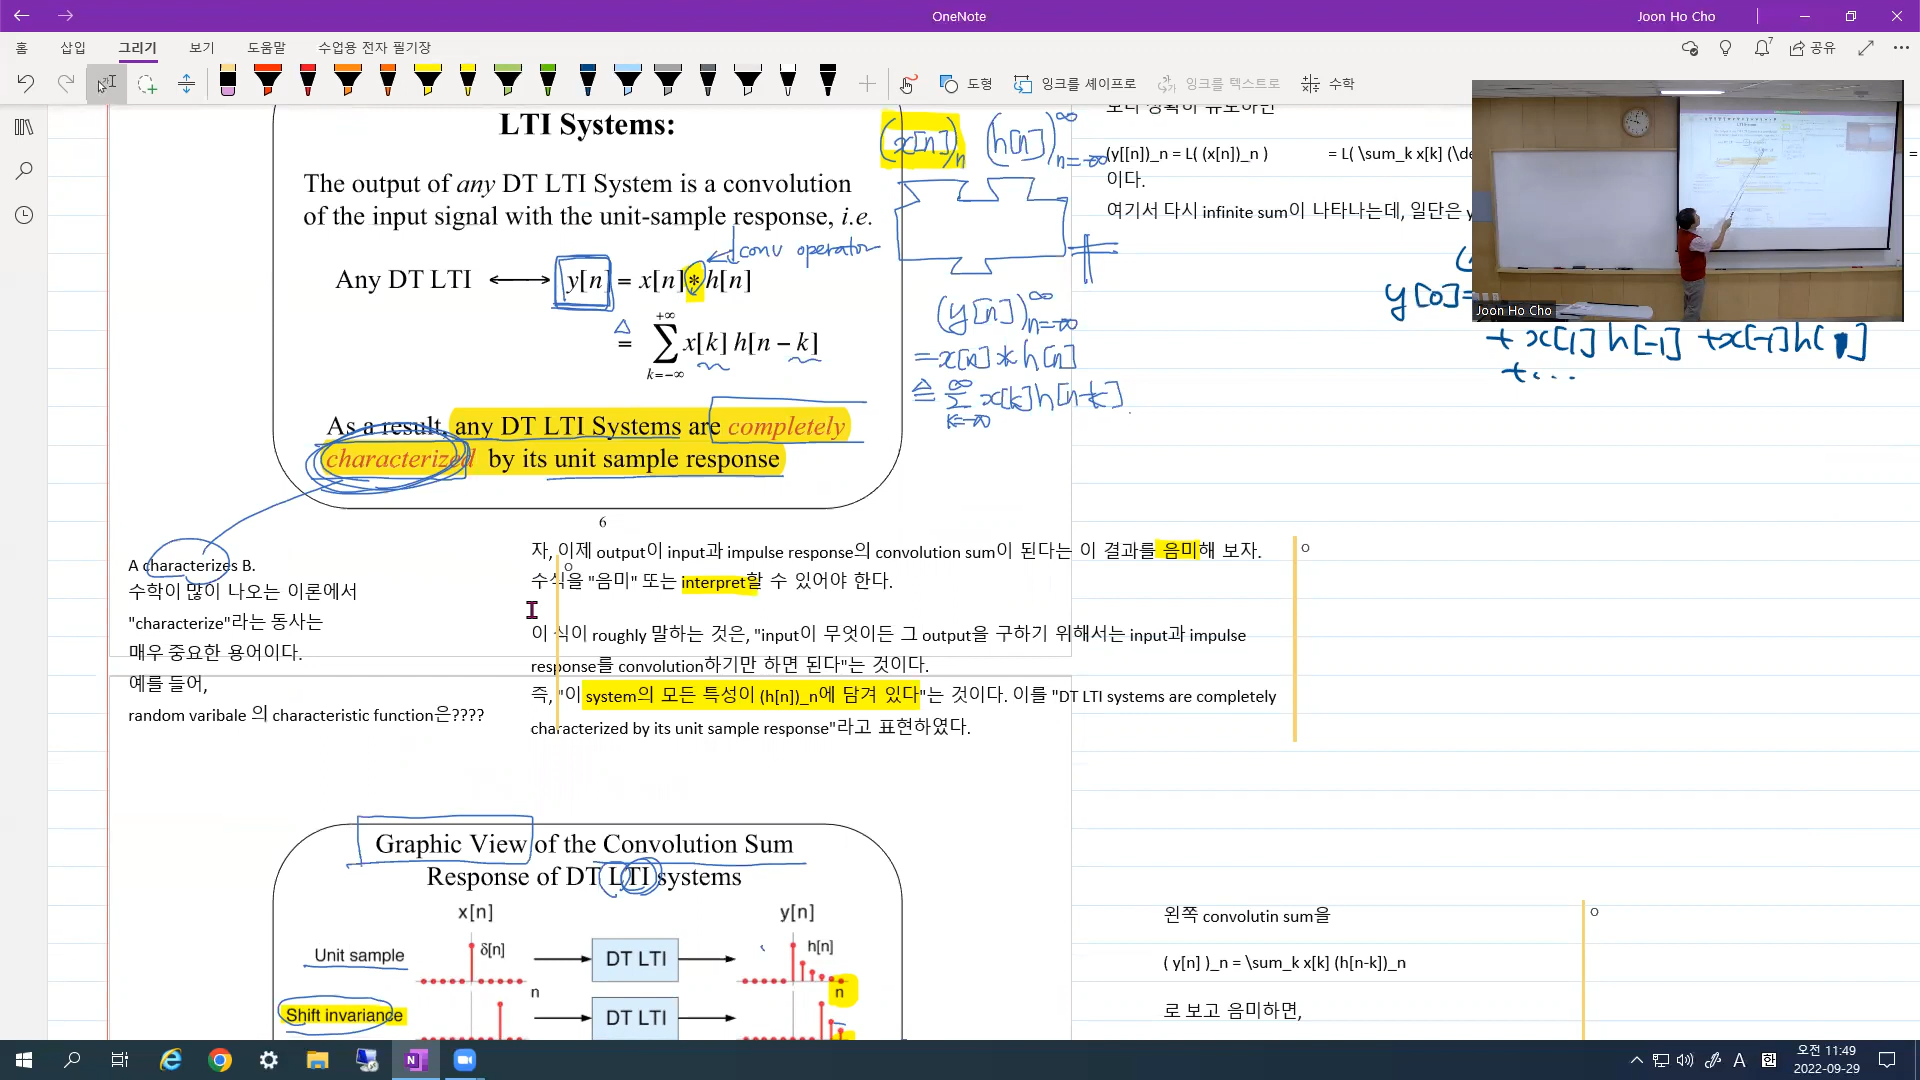 OneNote
Joon Ho Cho
홈 삽입 그리기 보기 도움말 수업용 전자 필기장
공유
도형 잉크를 셰이프로 잉크를 텍스트로 수학
LTI Systems:
The output of any DT LTI System is a convolution
of the input signal with the unit-sample response, i.e.
conv operator
Any DT LTI ⟷ y[n] = x[n] * h[n]
≜ ∑ x[k] h[n − k]
+∞
k=−∞
As a result, any DT LTI Systems are completely
characterized by its unit sample response
6
(x[n])_n (h[n])^∞_n=-∞
(y[n])^∞_n=-∞
= x[n] * h[n]
≜ ∑^∞_k=-∞ x[k]h[n-k]
(y[[n])_n = L( (x[n])_n ) = L( \sum_k x[k] (\de
=
이다.
여기서 다시 infinite sum이 나타나는데, 일단은 y
y[0]=
+ x[1] h[-1] + x[-1] h[1]
+ ...
Joon Ho Cho
A characterizes B.
수학이 많이 나오는 이론에서
"characterize"라는 동사는
매우 중요한 용어이다.
예를 들어,
random varibale 의 characteristic function은????
자, 이제 output이 input과 impulse response의 convolution sum이 된다는 이 결과를 음미해 보자.
수식을 "음미" 또는 interpret할 수 있어야 한다.
이 식이 roughly 말하는 것은, "input이 무엇이든 그 output을 구하기 위해서는 input과 impulse
response를 convolution하기만 하면 된다"는 것이다.
즉, "이 system의 모든 특성이 (h[n])_n에 담겨 있다"는 것이다. 이를 "DT LTI systems are completely
characterized by its unit sample response"라고 표현하였다.
Graphic View of the Convolution Sum
Response of DT LTI systems
x[n] y[n]
Unit sample δ[n] DT LTI h[n]
n n
Shift invariance DT LTI
왼쪽 convolutin sum을
( y[n] )_n = \sum_k x[k] (h[n-k])_n
로 보고 음미하면,
A 한 오전 11:49
2022-09-29